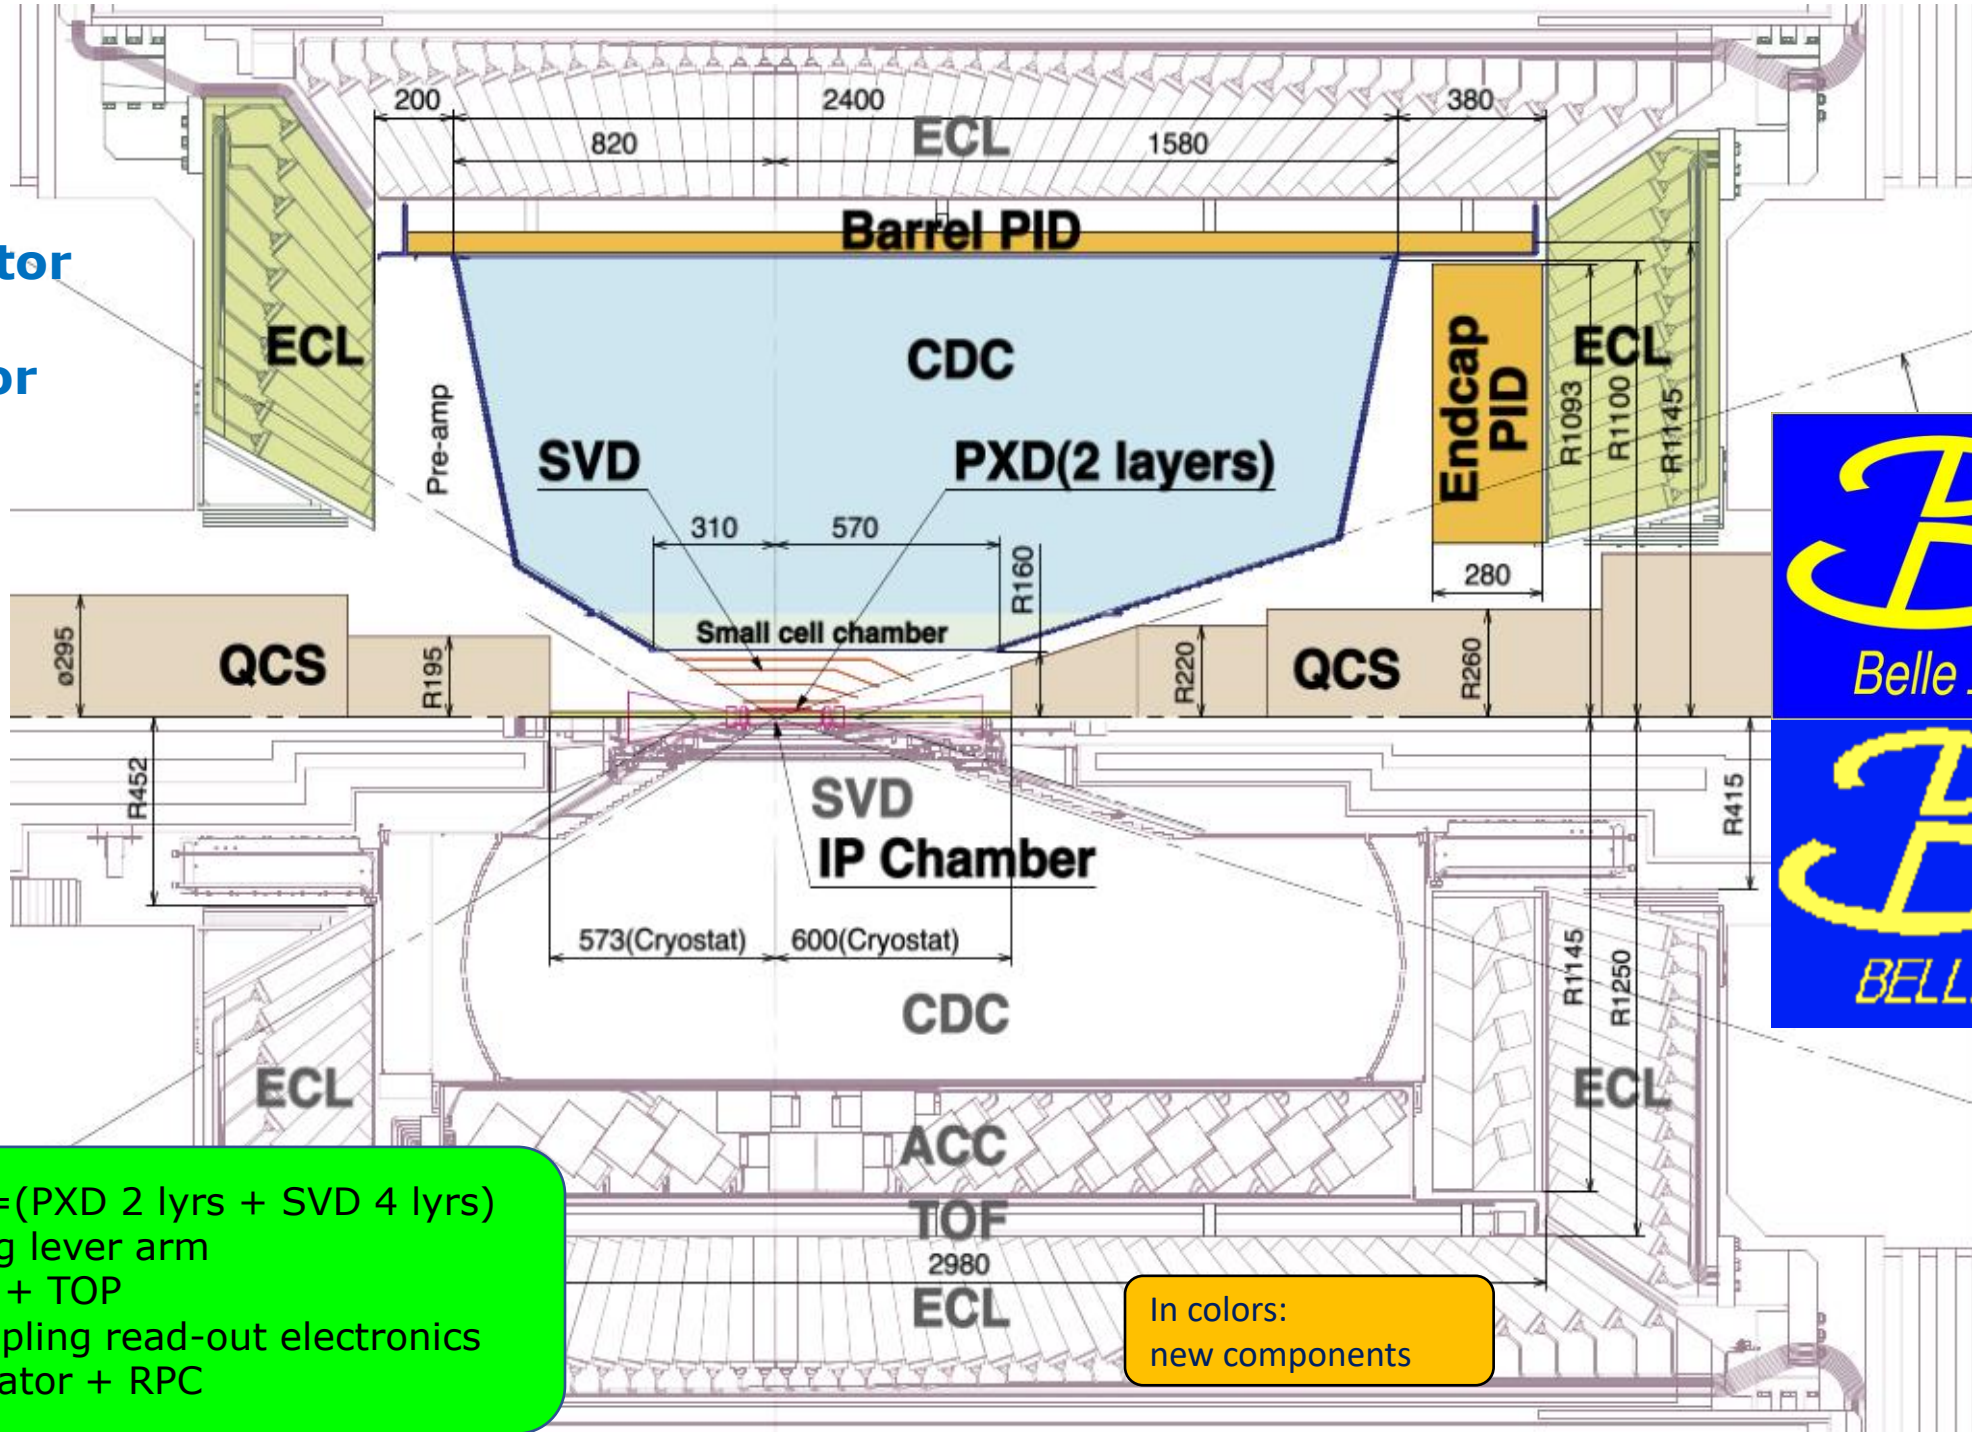 200
2400
380
ECL
820
1580
Barrel PID
tor
or
ECL
CDC
ECL
Endcap
PID
Pre-amp
R1093
R1100
R1145
SVD
PXD(2 layers)
310
570
R160
280
Small cell chamber
ø295
QCS
R195
R220
QCS
R260
Belle
R452
SVD
R415
IP Chamber
573(Cryostat)
600(Cryostat)
CDC
R1145
R1250
BELL
ECL
ECL
ACC
TOF
2980
ECL
=(PXD 2 lyrs + SVD 4 lyrs)
g lever arm
+ TOP
pling read-out electronics
ator + RPC
In colors:
new components